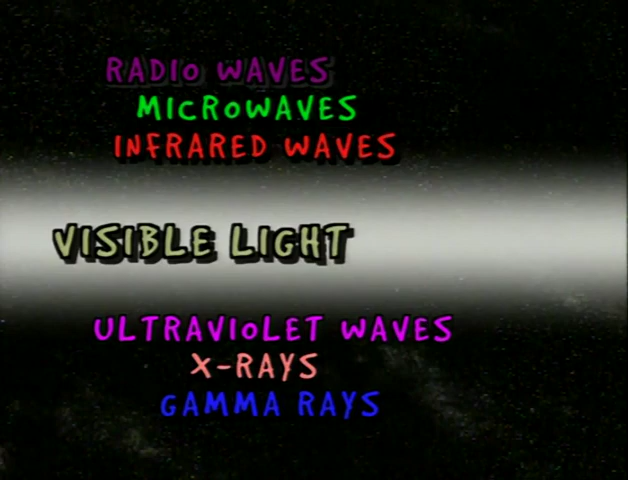 RADIO WAVES
MICROWAVES
INFRARED WAVES
VISIBLE LIGHT
ULTRAVIOLET WAVES
X-RAYS
GAMMA RAYS